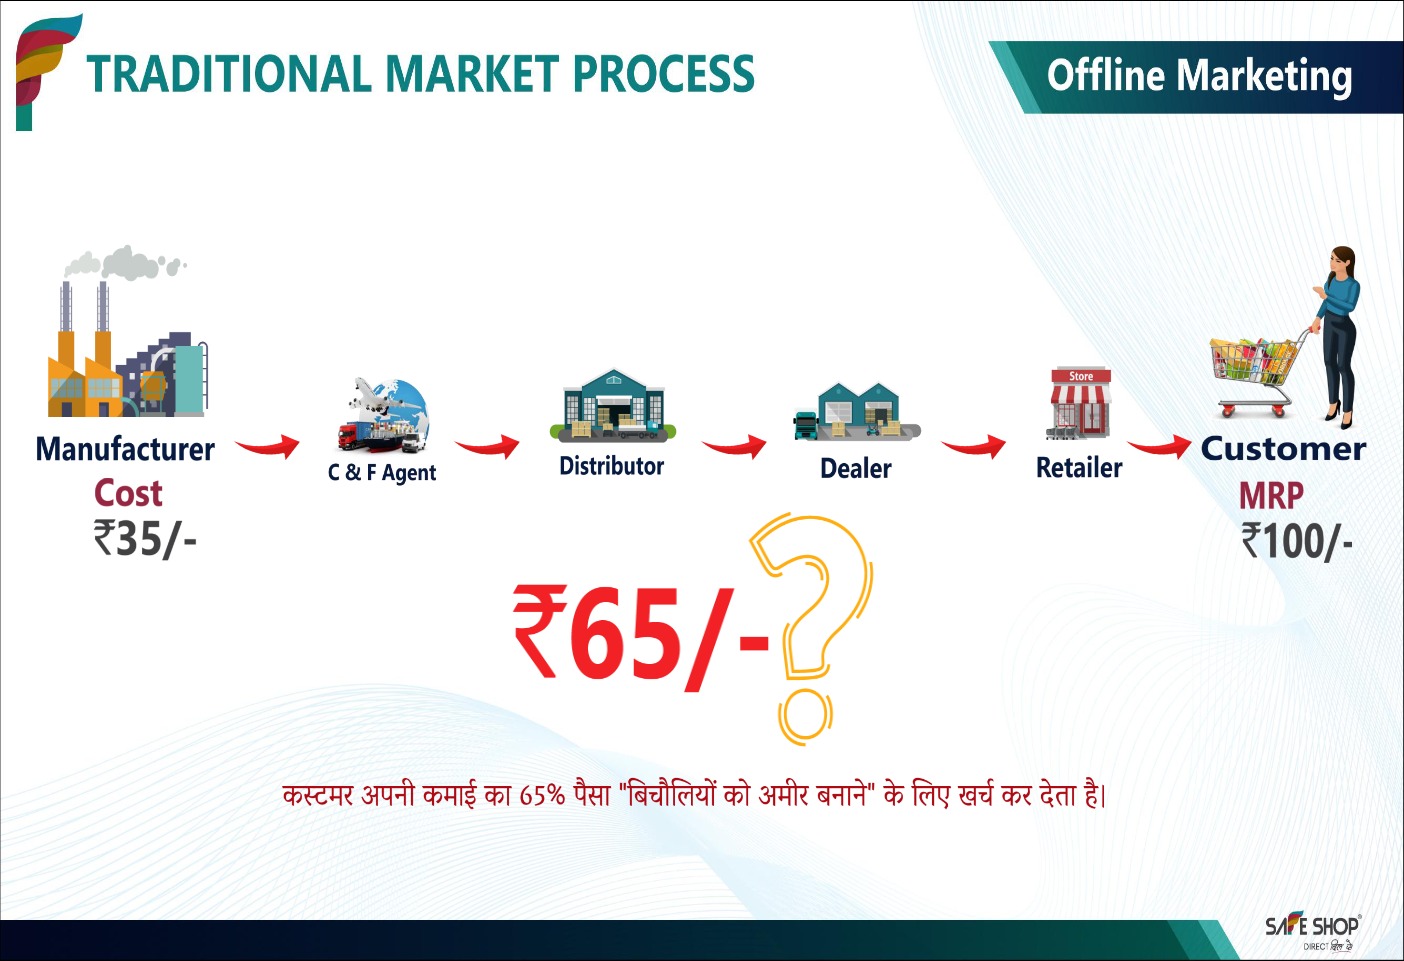 TRADITIONAL MARKET PROCESS
Offline Marketing
Store
Manufacturer
C & F Agent
Distributor
Dealer
Retailer
Customer
Cost
₹35/-
MRP
₹100/-
₹65/-?
कस्टमर अपनी कमाई का 65% पैसा "बिचौलियों को अमीर बनाने" के लिए खर्च कर देता है।
SAFE SHOP®
DIRECT दिल से